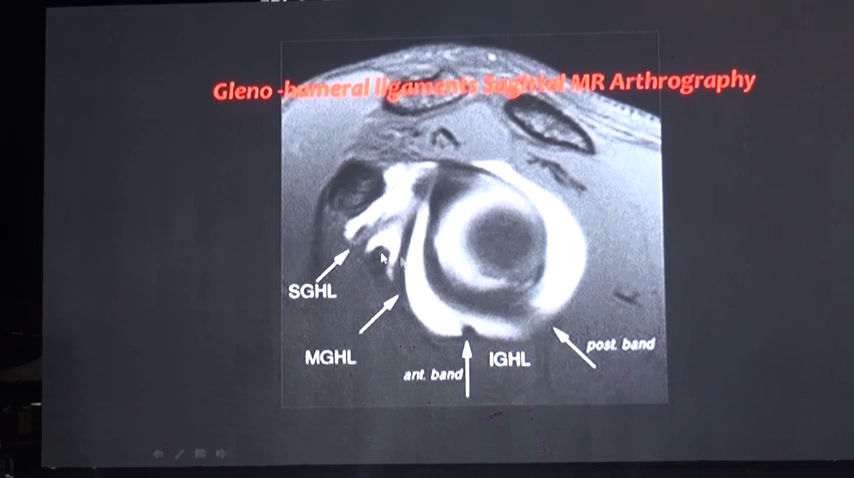 Gleno -humeral ligaments Sagittal MR Arthrography
SGHL
MGHL
ant. band
IGHL
post. band